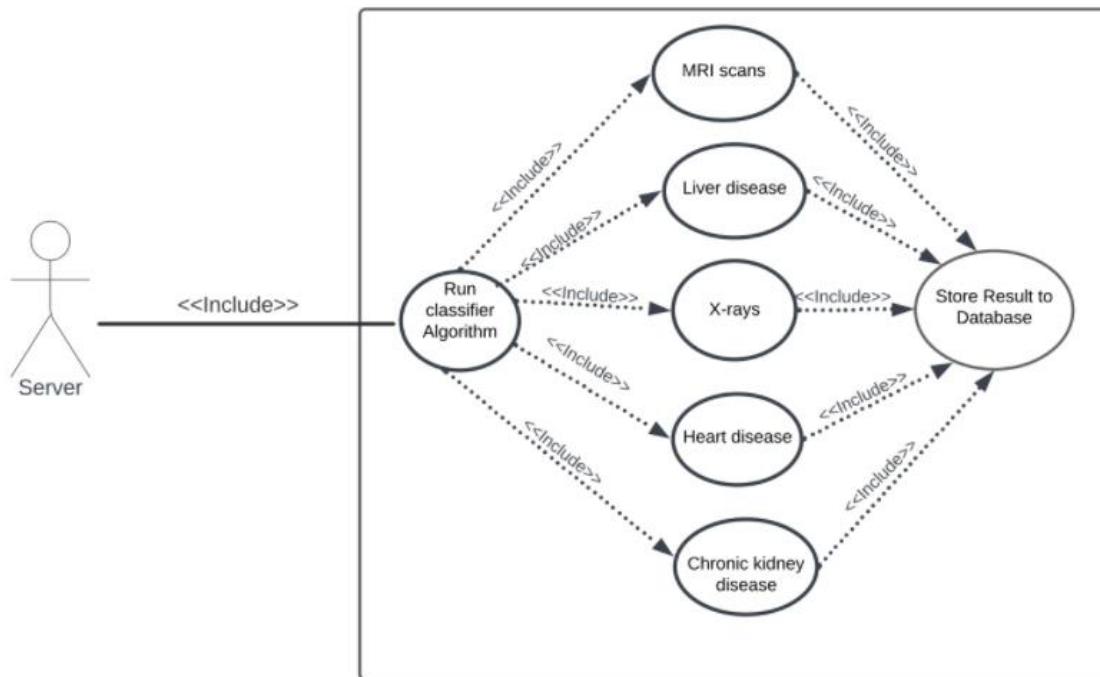 MRI scans
<<Include>>
<<Include>>
Liver disease
<<Include>>
<<Include>>
<<Include>>
Run
classifier
Algorithm
<<Include>>
X-rays
<<Include>>
Store Result to
Database
Server
<<Include>>
<<Include>>
Heart disease
<<Include>>
<<Include>>
<<Include>>
Chronic kidney
disease